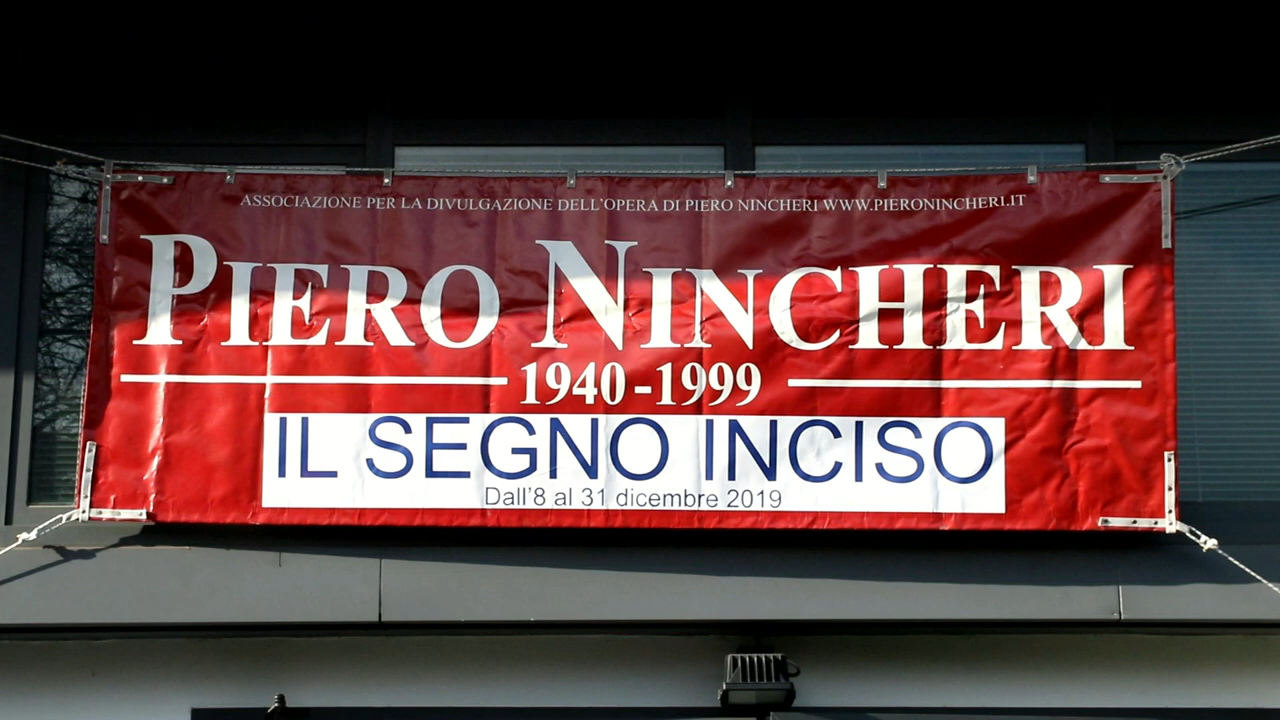 ASSOCIAZIONE PER LA DIVULGAZIONE DELL'OPERA DI PIERO NINCHERI WWW.PIERONINCHERI.IT
PIERO NINCHERI
1940-1999
IL SEGNO INCISO
Dall'8 al 31 dicembre 2019